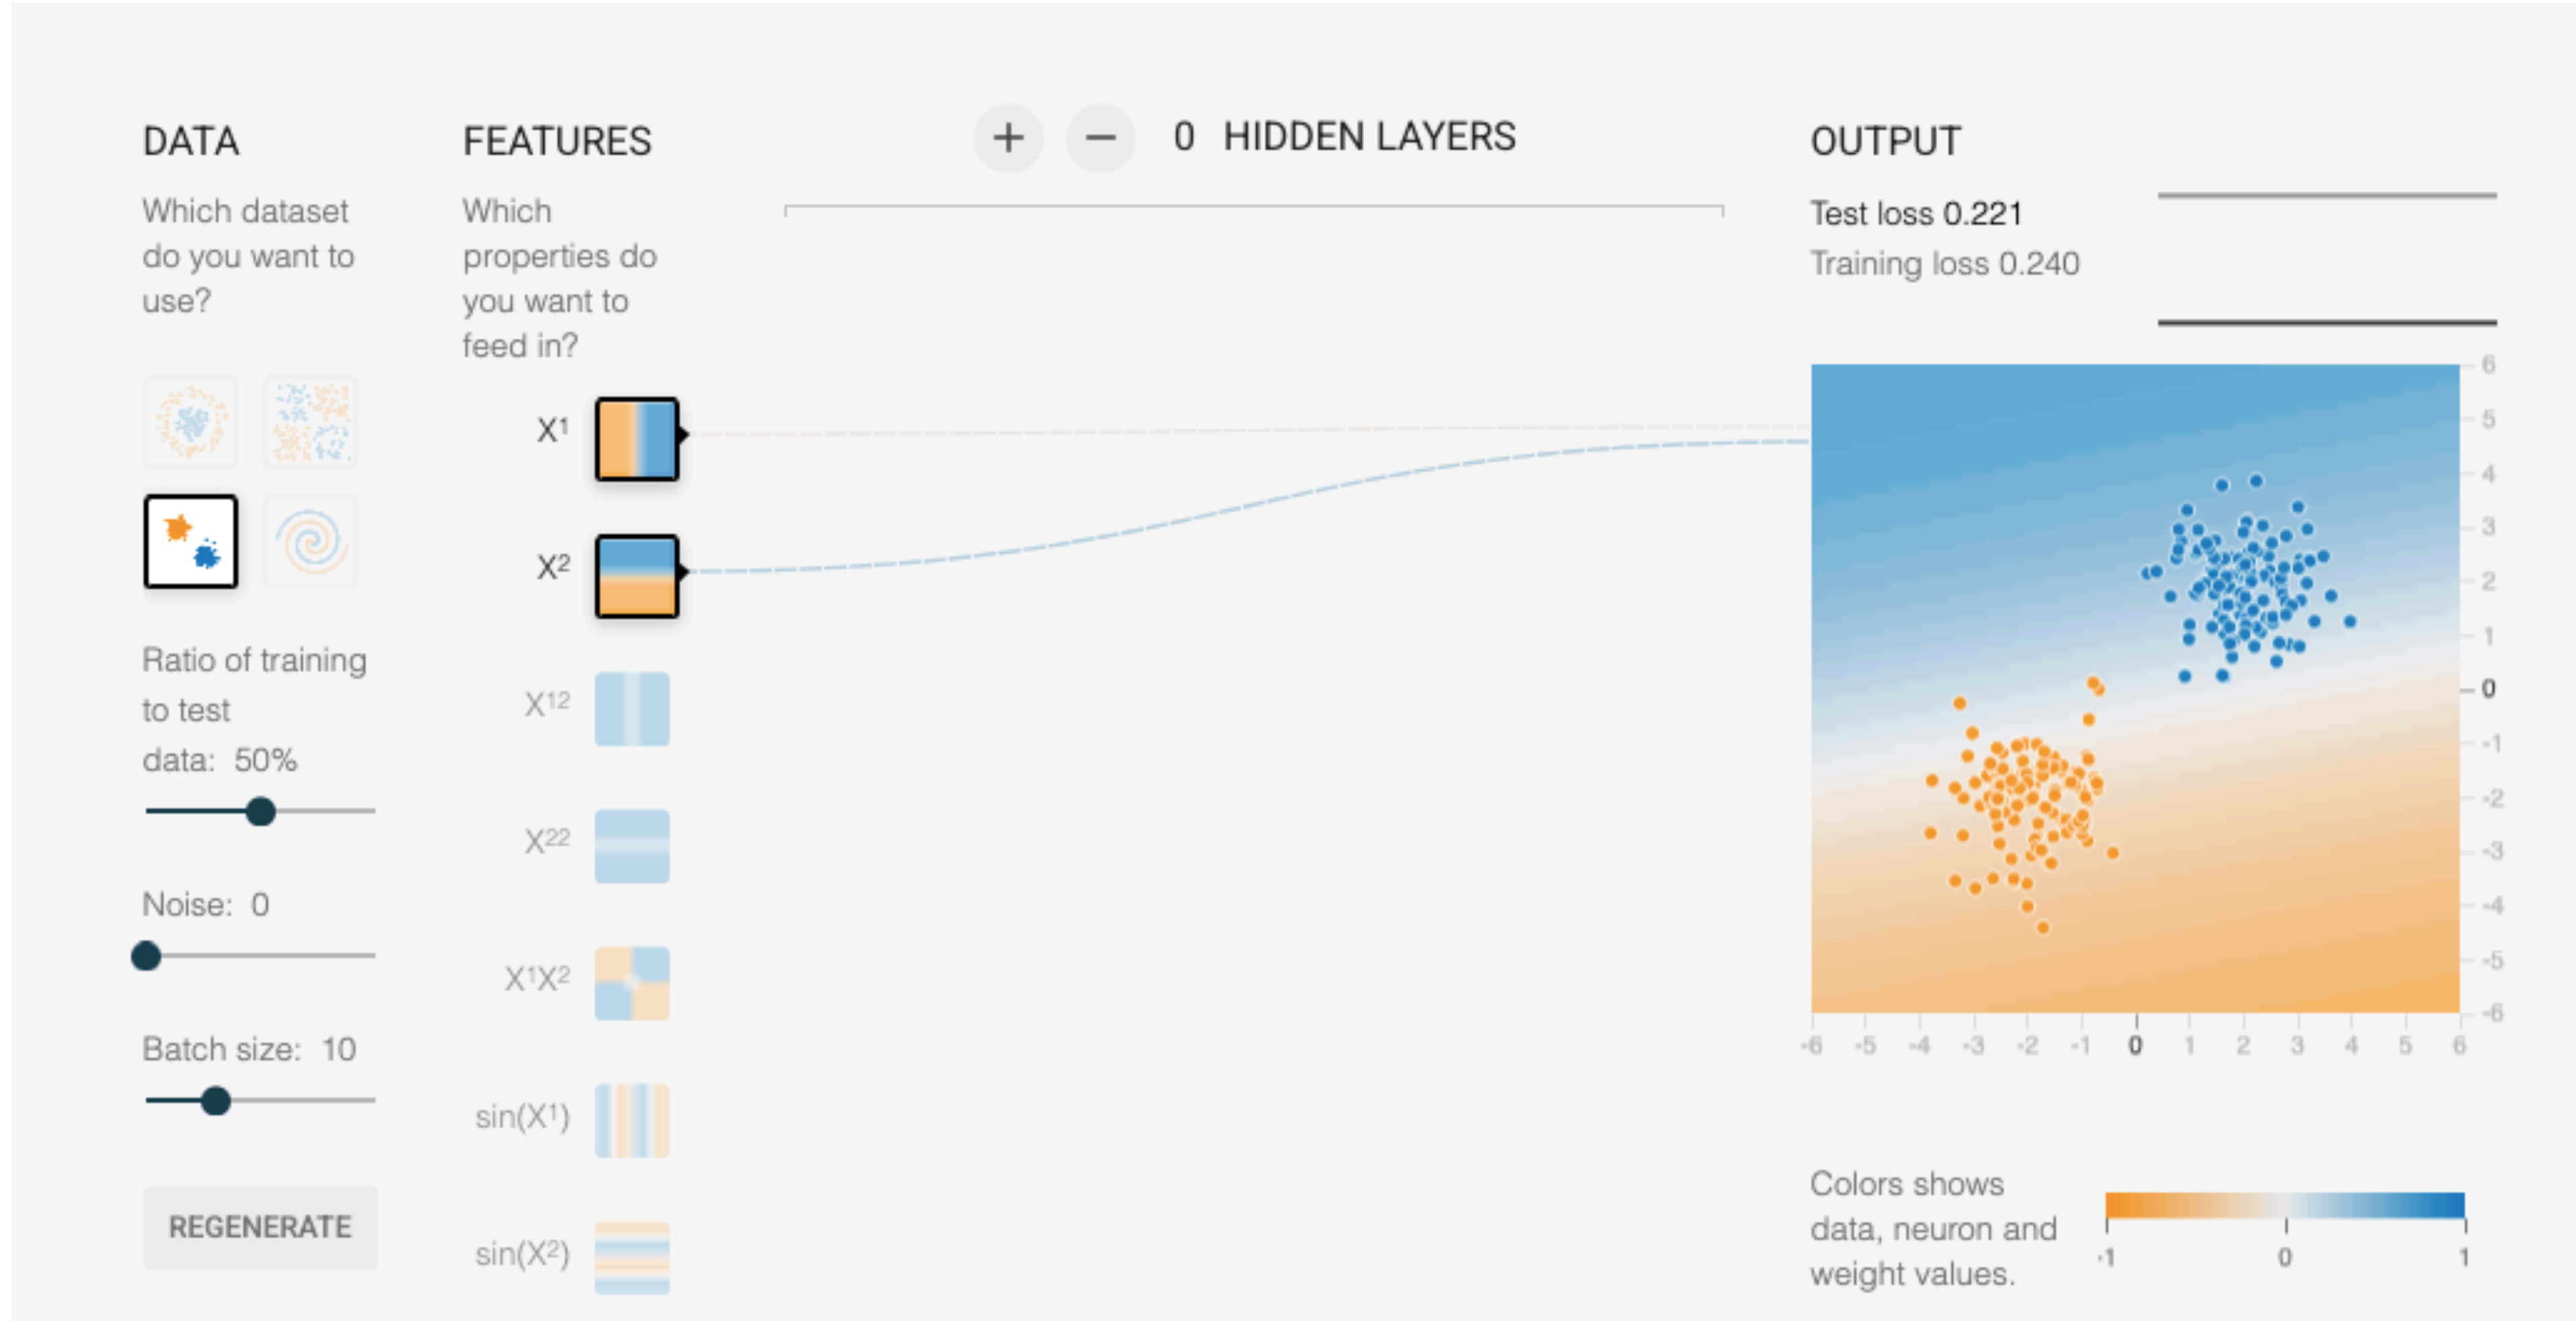 DATA
Which dataset
do you want to
use?
Ratio of training
to test
data: 50%
Noise: 0
Batch size: 10
REGENERATE
FEATURES
Which
properties do
you want to
feed in?
X1
X2
X12
X22
X1X2
sin(X1)
sin(X2)
+ − 0 HIDDEN LAYERS
OUTPUT
Test loss 0.221
Training loss 0.240
6
5
4
3
2
1
0
-1
-2
-3
-4
-5
-6
-6 -5 -4 -3 -2 -1 0 1 2 3 4 5 6
Colors shows
data, neuron and
weight values.
-1 0 1